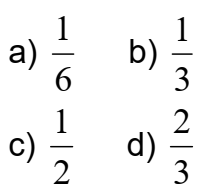 a) 1/6 b) 1/3
c) 1/2 d) 2/3